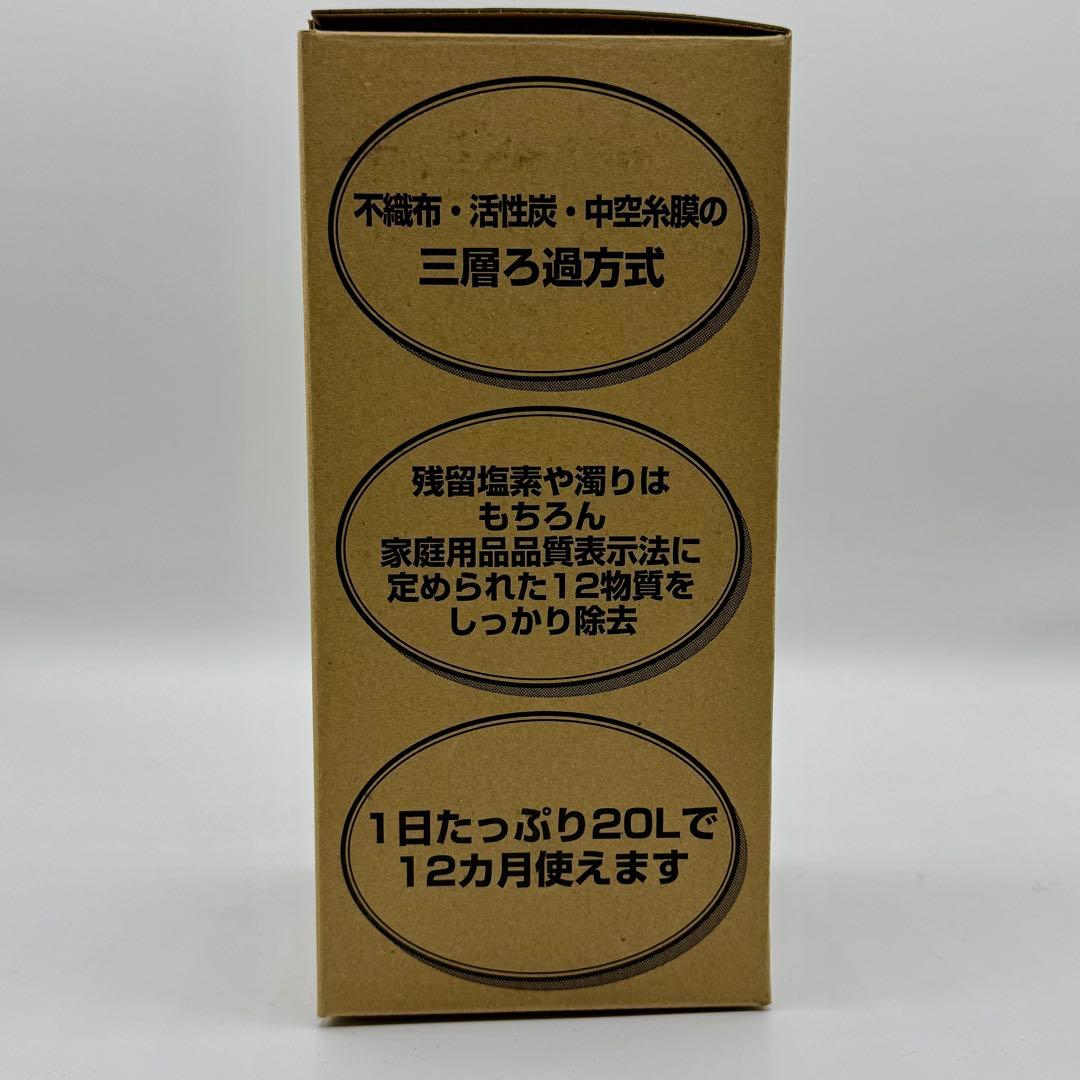 不織布・活性炭・中空糸膜の
三層ろ過方式
残留塩素や濁りは
もちろん
家庭用品品質表示法に
定められた12物質を
しっかり除去
1日たっぷり20Lで
12カ月使えます